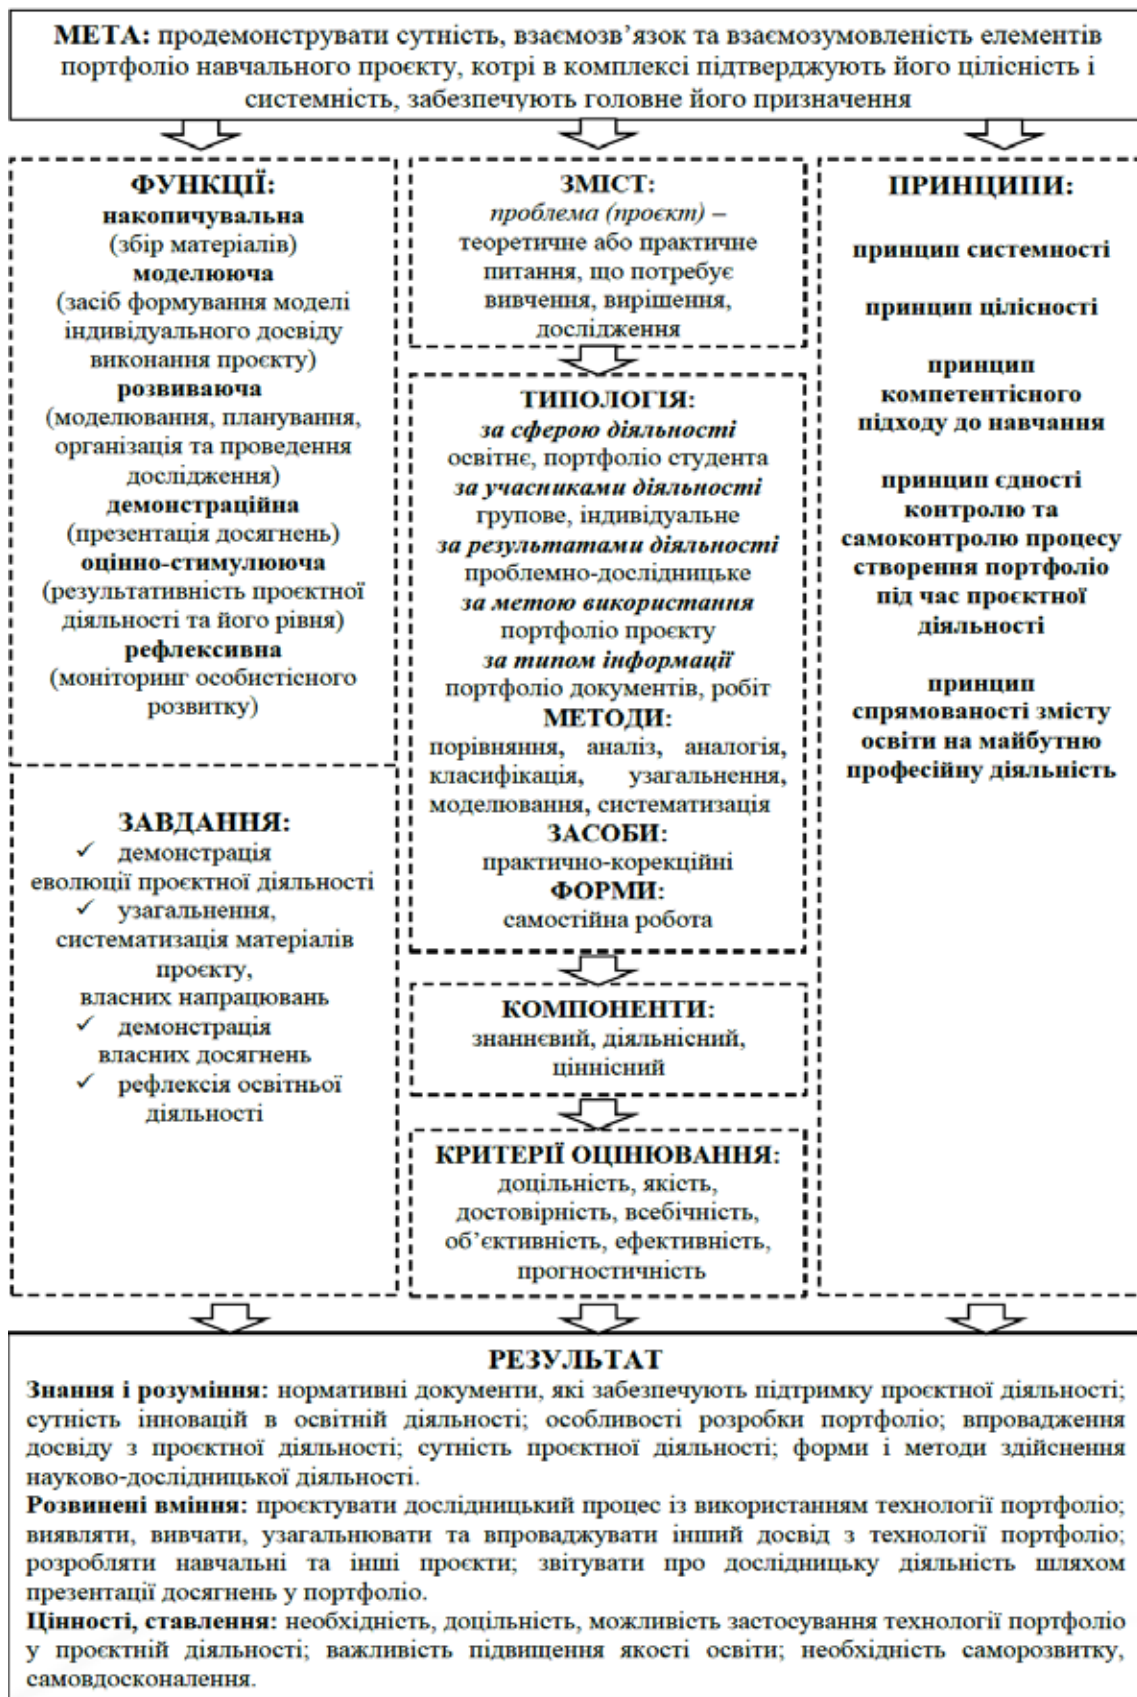 МЕТА: продемонструвати сутність, взаємозв’язок та взаємозумовленість елементів
портфоліо навчального проєкту, котрі в комплексі підтверджують його цілісність і
системність, забезпечують головне його призначення
ФУНКЦІЇ:
накопичувальна
(збір матеріалів)
моделююча
(засіб формування моделі
індивідуального досвіду
виконання проєкту)
розвиваюча
(моделювання, планування,
організація та проведення
дослідження)
демонстраційна
(презентація досягнень)
оцінно-стимулююча
(результативність проєктної
діяльності та його рівня)
рефлексивна
(моніторинг особистісного
розвитку)
ЗАВДАННЯ:
✓ демонстрація
еволюції проєктної діяльності
✓ узагальнення,
систематизація матеріалів
проєкту,
власних напрацювань
✓ демонстрація
власних досягнень
✓ рефлексія освітньої
діяльності
ЗМІСТ:
проблема (проєкт) –
теоретичне або практичне
питання, що потребує
вивчення, вирішення,
дослідження
ТИПОЛОГІЯ:
за сферою діяльності
освітнє, портфоліо студента
за учасниками діяльності
групове, індивідуальне
за результатами діяльності
проблемно-дослідницьке
за метою використання
портфоліо проєкту
за типом інформації
портфоліо документів, робіт
МЕТОДИ:
порівняння, аналіз, аналогія,
класифікація, узагальнення,
моделювання, систематизація
ЗАСОБИ:
практично-корекційні
ФОРМИ:
самостійна робота
КОМПОНЕНТИ:
знаннєвий, діяльнісний,
ціннісний
КРИТЕРІЇ ОЦІНЮВАННЯ:
доцільність, якість,
достовірність, всебічність,
об’єктивність, ефективність,
прогностичність
ПРИНЦИПИ:
принцип системності
принцип цілісності
принцип
компетентісного
підходу до навчання
принцип єдності
контролю та
самоконтролю процесу
створення портфоліо
під час проєктної
діяльності
принцип
спрямованості змісту
освіти на майбутню
професійну діяльність
РЕЗУЛЬТАТ
Знання і розуміння: нормативні документи, які забезпечують підтримку проєктної діяльності;
сутність інновацій в освітній діяльності; особливості розробки портфоліо; впровадження
досвіду з проєктної діяльності; сутність проєктної діяльності; форми і методи здійснення
науково-дослідницької діяльності.
Розвинені вміння: проєктувати дослідницький процес із використанням технології портфоліо;
виявляти, вивчати, узагальнювати та впроваджувати інший досвід з технології портфоліо;
розробляти навчальні та інші проєкти; звітувати про дослідницьку діяльність шляхом
презентації досягнень у портфоліо.
Цінності, ставлення: необхідність, доцільність, можливість застосування технології портфоліо
у проєктній діяльності; важливість підвищення якості освіти; необхідність саморозвитку,
самовдосконалення.